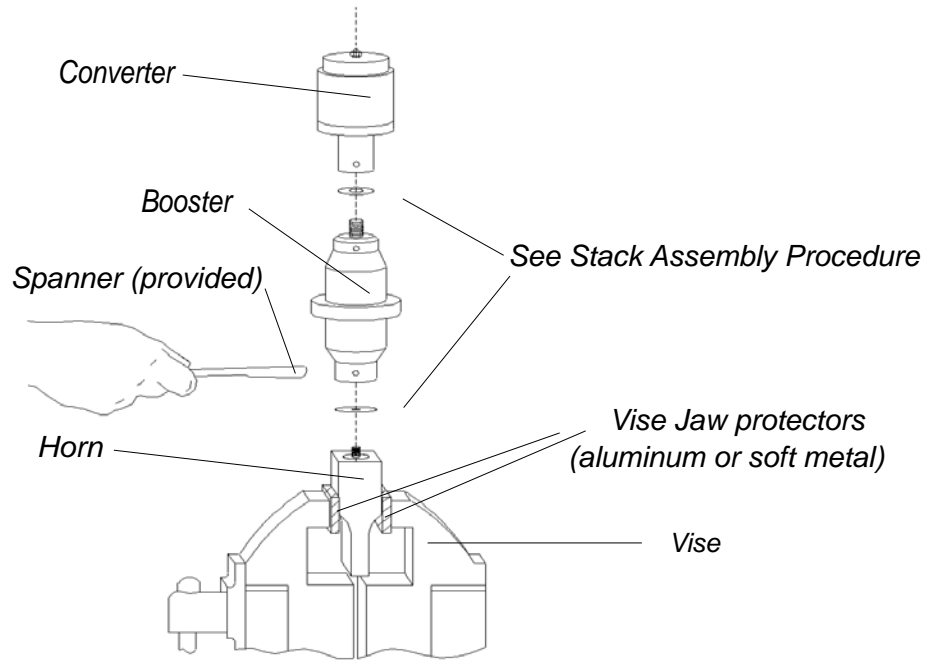 Converter
Booster
See Stack Assembly Procedure
Spanner (provided)
Horn
Vise Jaw protectors
(aluminum or soft metal)
Vise